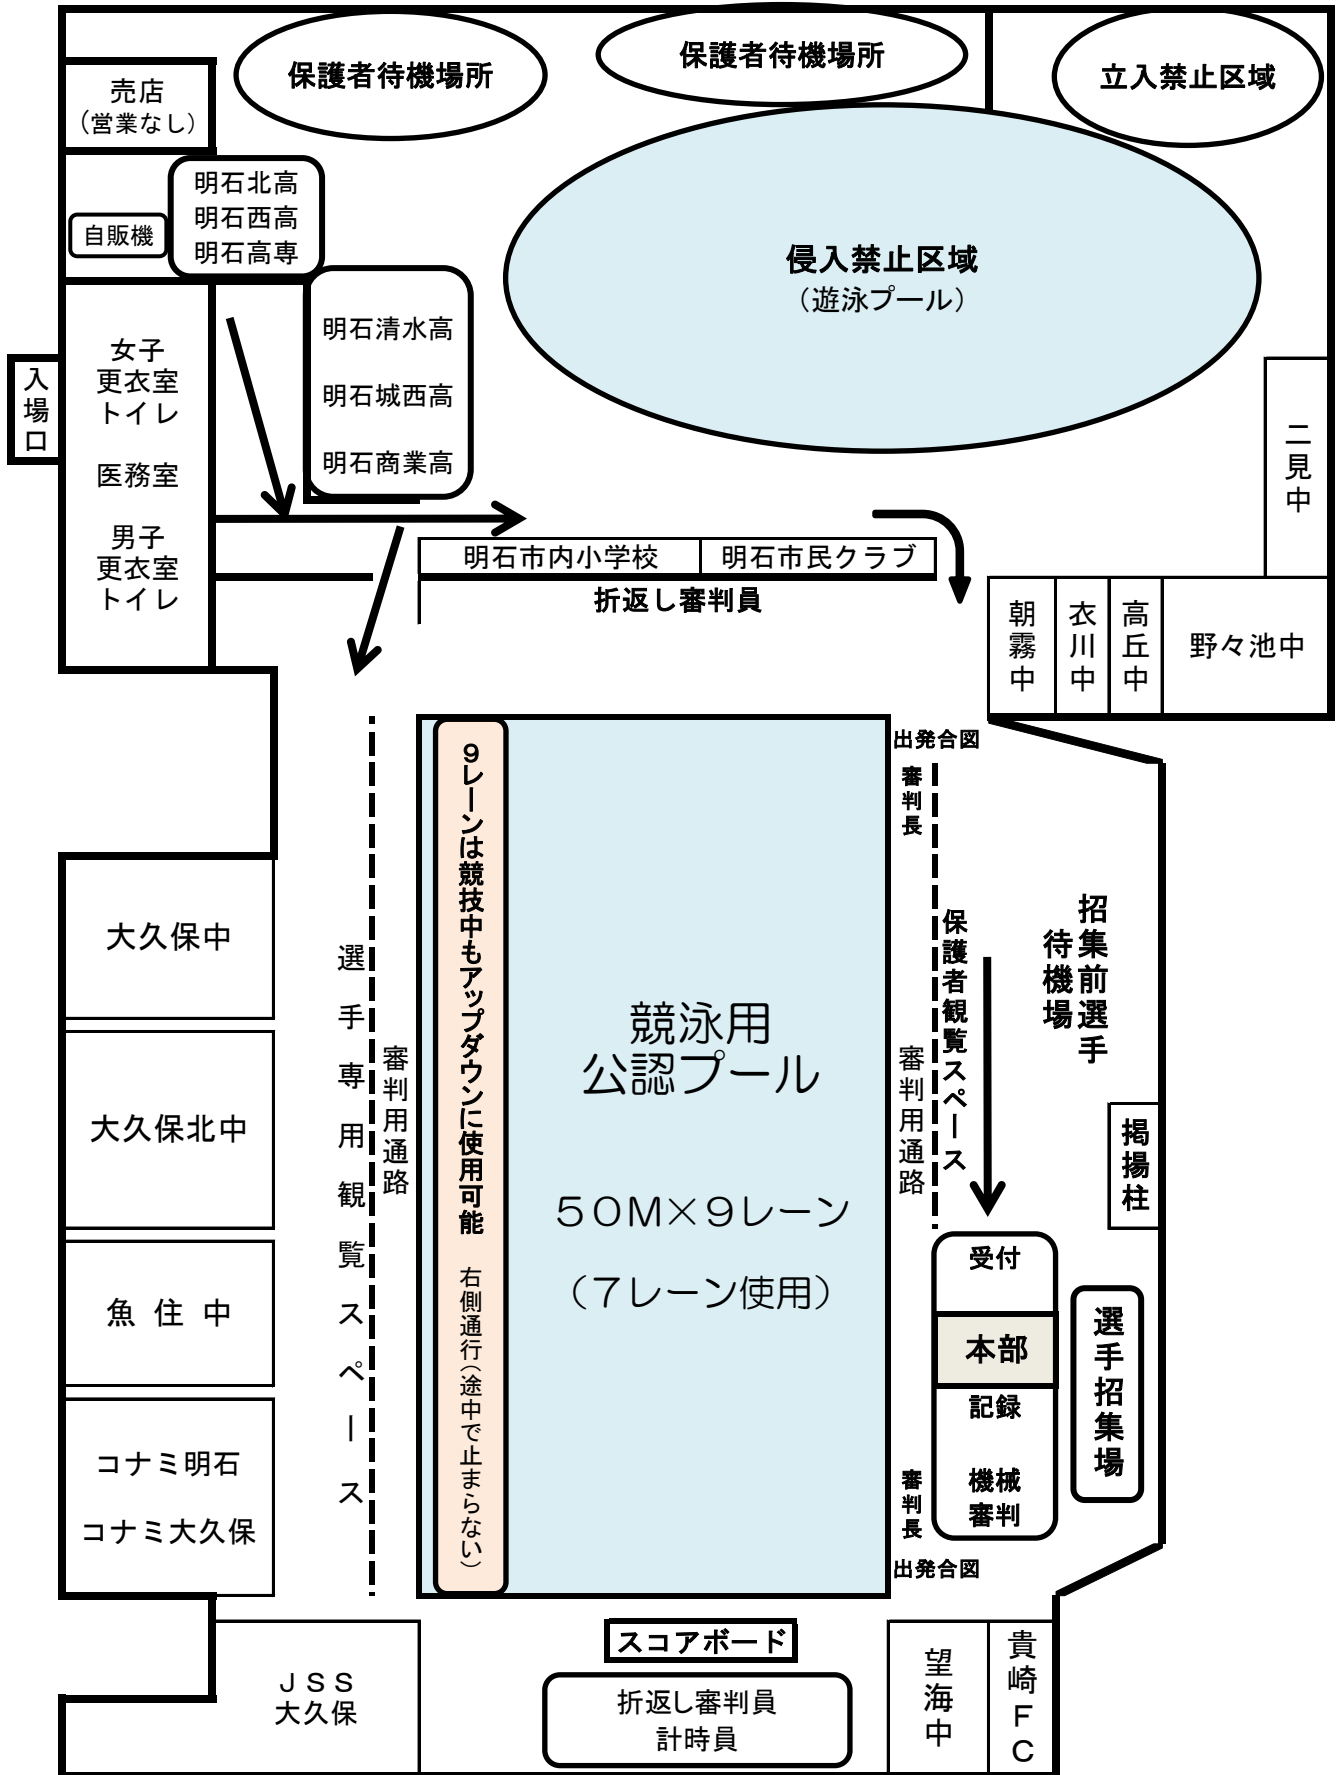 保護者待機場所
保護者待機場所
立入禁止区域
売店
（営業なし）
明石北高
明石西高
明石高専
自販機
侵入禁止区域
（遊泳プール）
明石清水高
明石城西高
明石商業高
入場口
女子
更衣室
トイレ
医務室
男子
更衣室
トイレ
二見中
明石市内小学校
明石市民クラブ
折返し審判員
朝霧中
衣川中
高丘中
野々池中
出発合図
審判長
９レーンは競技中もアップダウンに使用可能　右側通行（途中で止まらない）
大久保中
大久保北中
魚 住 中
コナミ明石
コナミ大久保
選手専用観覧スペース
審判用通路
競泳用
公認プール
５０Ｍ×９レーン
（７レーン使用）
審判用通路
保護者観覧スペース
招集前選手
待機場
掲揚柱
受付
本部
記録
機械
審判
選手招集場
審判長
出発合図
スコアボード
ＪＳＳ
大久保
折返し審判員
計時員
望海中
貴崎ＦＣ